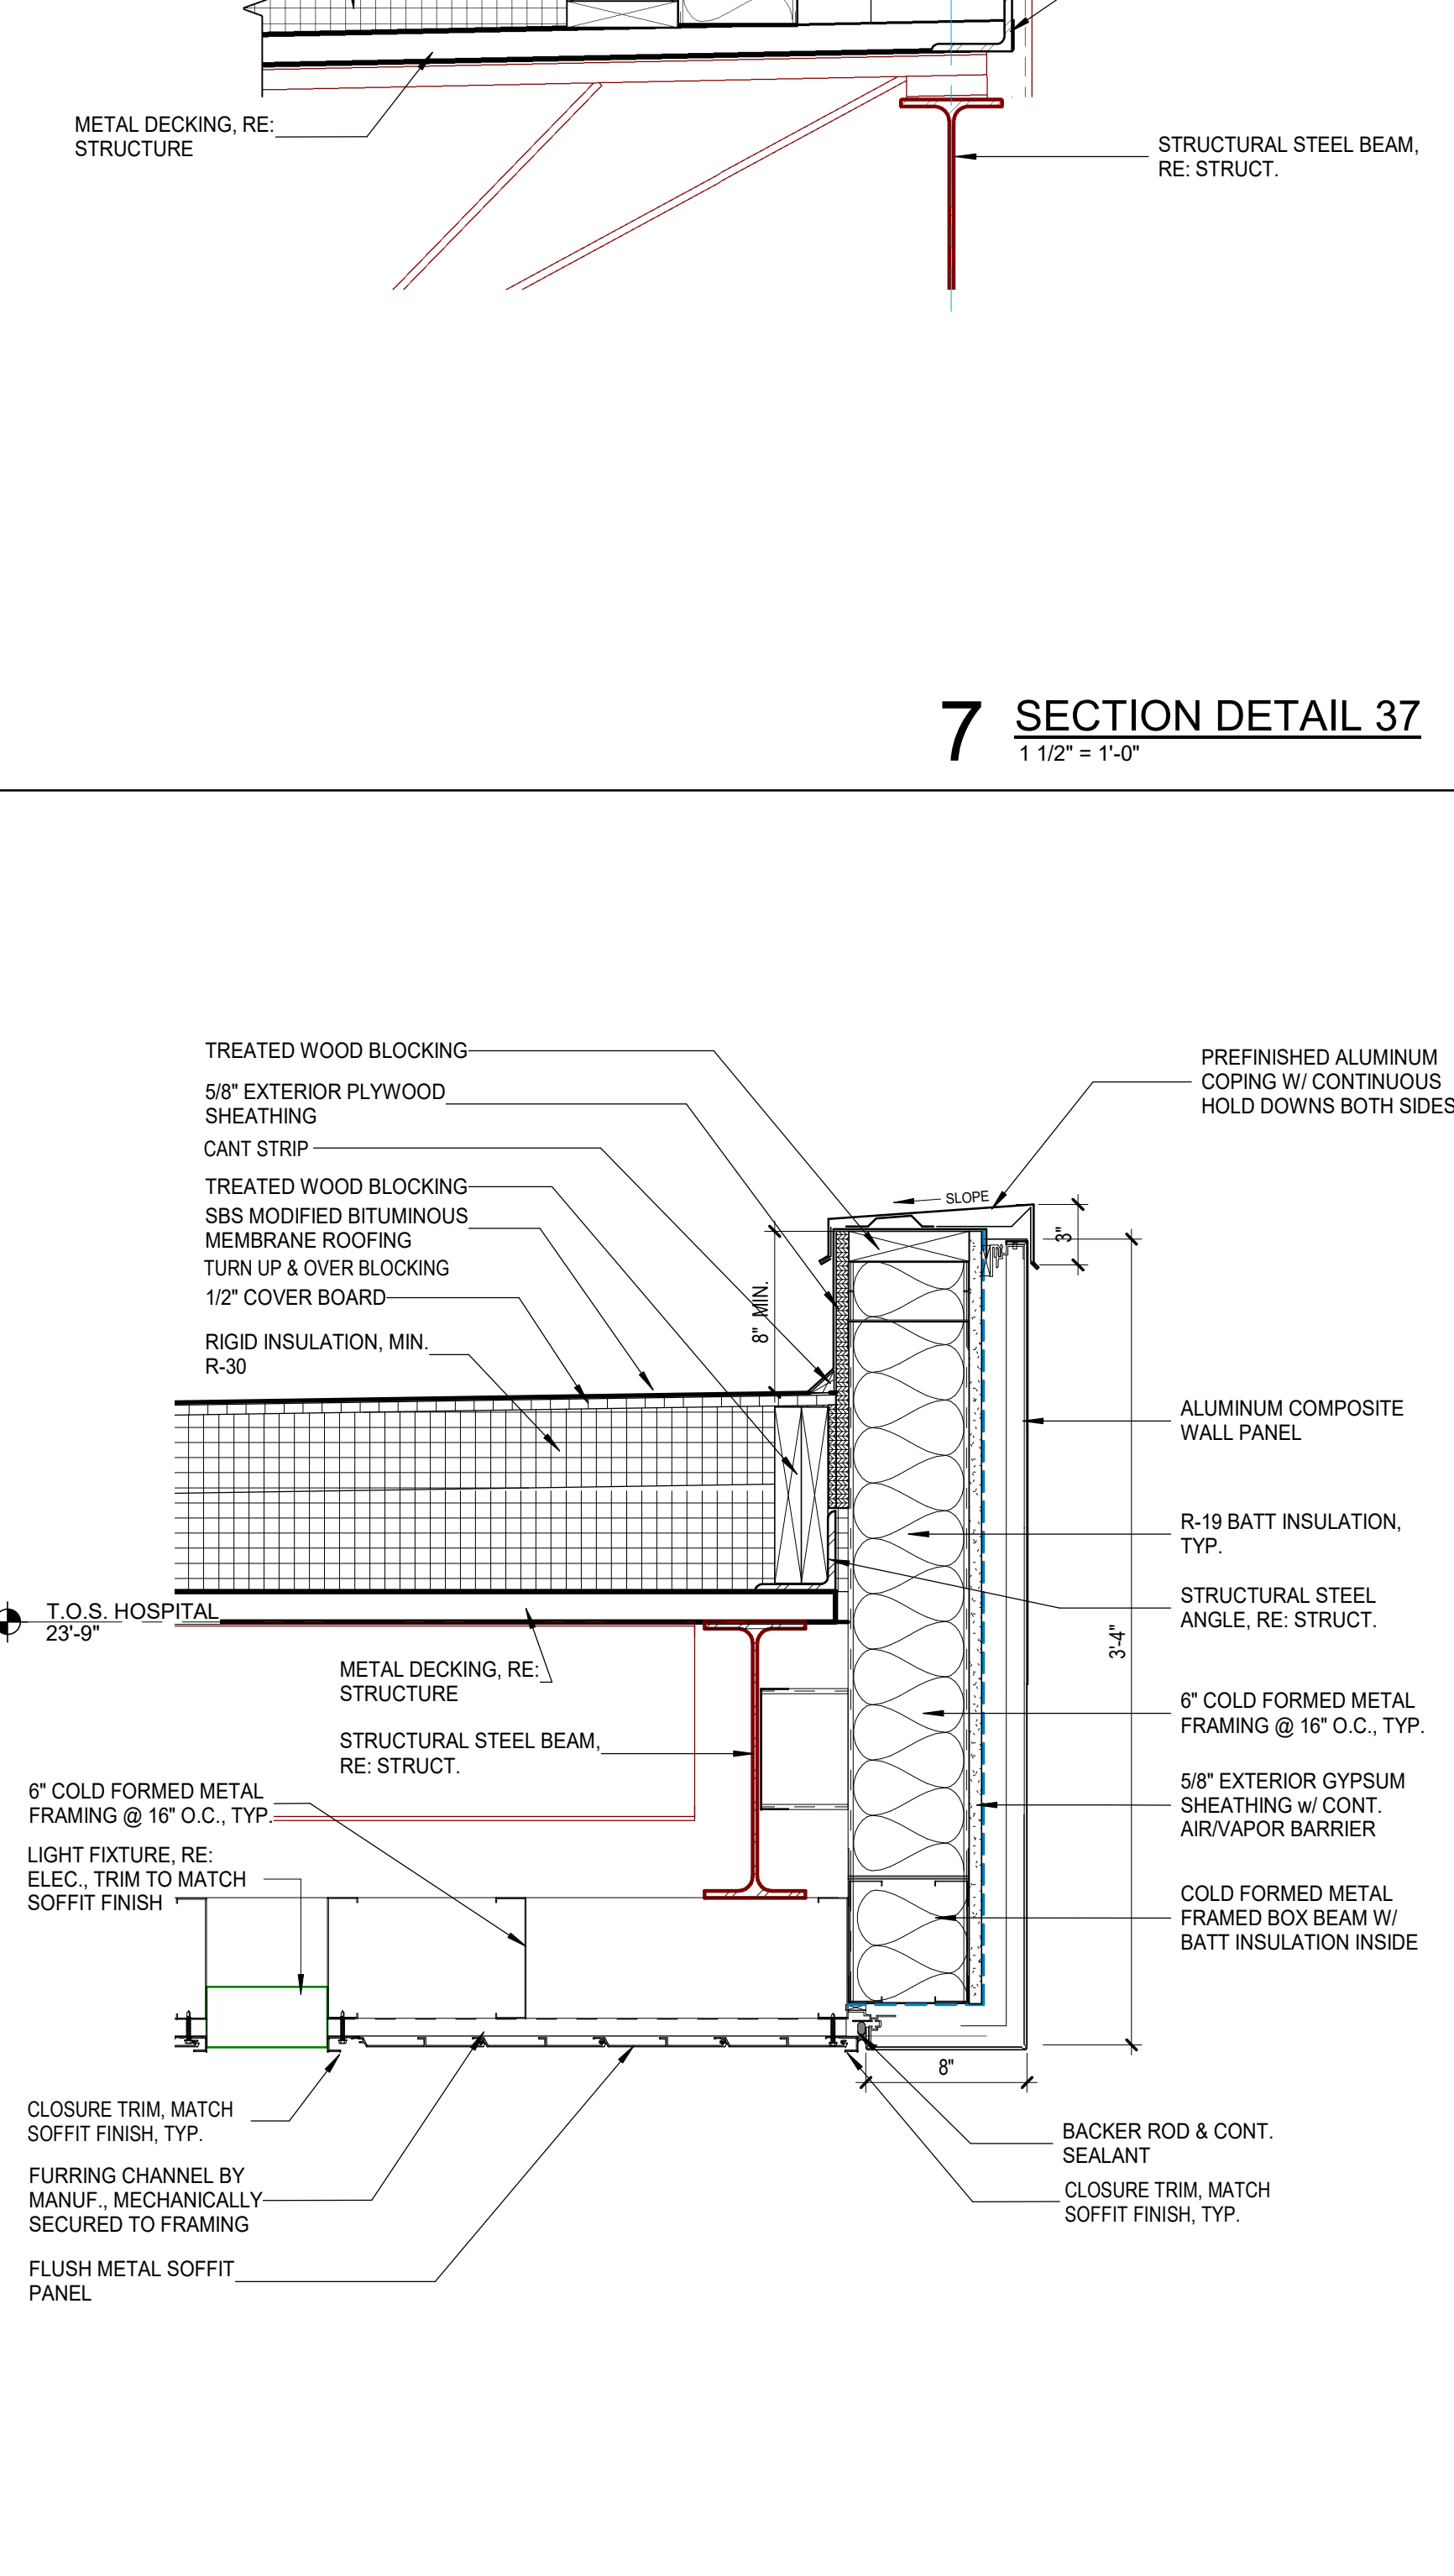 METAL DECKING, RE:
STRUCTURE
STRUCTURAL STEEL BEAM,
RE: STRUCT.
7
SECTION DETAIL 37
1 1/2" = 1'-0"
TREATED WOOD BLOCKING
5/8" EXTERIOR PLYWOOD
SHEATHING
CANT STRIP
TREATED WOOD BLOCKING
SBS MODIFIED BITUMINOUS
MEMBRANE ROOFING
TURN UP & OVER BLOCKING
1/2" COVER BOARD
RIGID INSULATION, MIN.
R-30
PREFINISHED ALUMINUM
COPING W/ CONTINUOUS
HOLD DOWNS BOTH SIDES
SLOPE
3"
8" MIN.
ALUMINUM COMPOSITE
WALL PANEL
R-19 BATT INSULATION,
TYP.
STRUCTURAL STEEL
ANGLE, RE: STRUCT.
3'-4"
T.O.S. HOSPITAL
23'-9"
METAL DECKING, RE:
STRUCTURE
STRUCTURAL STEEL BEAM,
RE: STRUCT.
6" COLD FORMED METAL
FRAMING @ 16" O.C., TYP.
5/8" EXTERIOR GYPSUM
SHEATHING w/ CONT.
AIR/VAPOR BARRIER
COLD FORMED METAL
FRAMED BOX BEAM W/
BATT INSULATION INSIDE
6" COLD FORMED METAL
FRAMING @ 16" O.C., TYP.
LIGHT FIXTURE, RE:
ELEC., TRIM TO MATCH
SOFFIT FINISH
8"
CLOSURE TRIM, MATCH
SOFFIT FINISH, TYP.
FURRING CHANNEL BY
MANUF., MECHANICALLY
SECURED TO FRAMING
FLUSH METAL SOFFIT
PANEL
BACKER ROD & CONT.
SEALANT
CLOSURE TRIM, MATCH
SOFFIT FINISH, TYP.